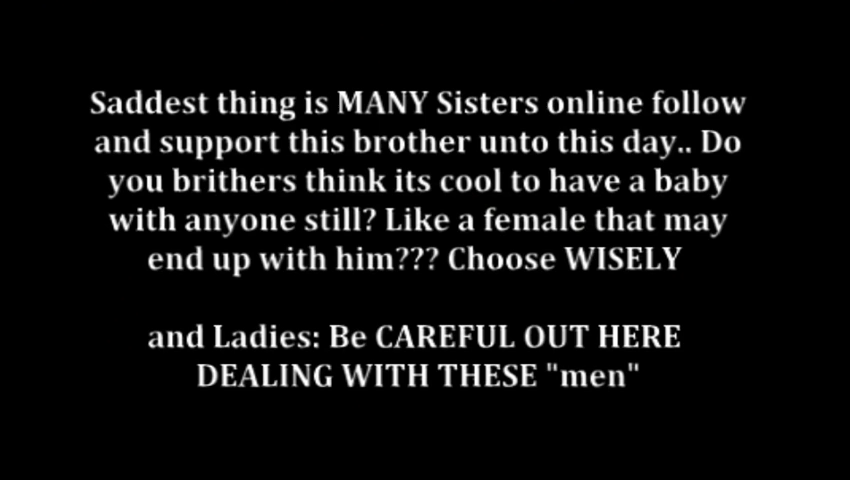 Saddest thing is MANY Sisters online follow
and support this brother unto this day.. Do
you brithers think its cool to have a baby
with anyone still? Like a female that may
end up with him??? Choose WISELY
and Ladies: Be CAREFUL OUT HERE
DEALING WITH THESE "men"